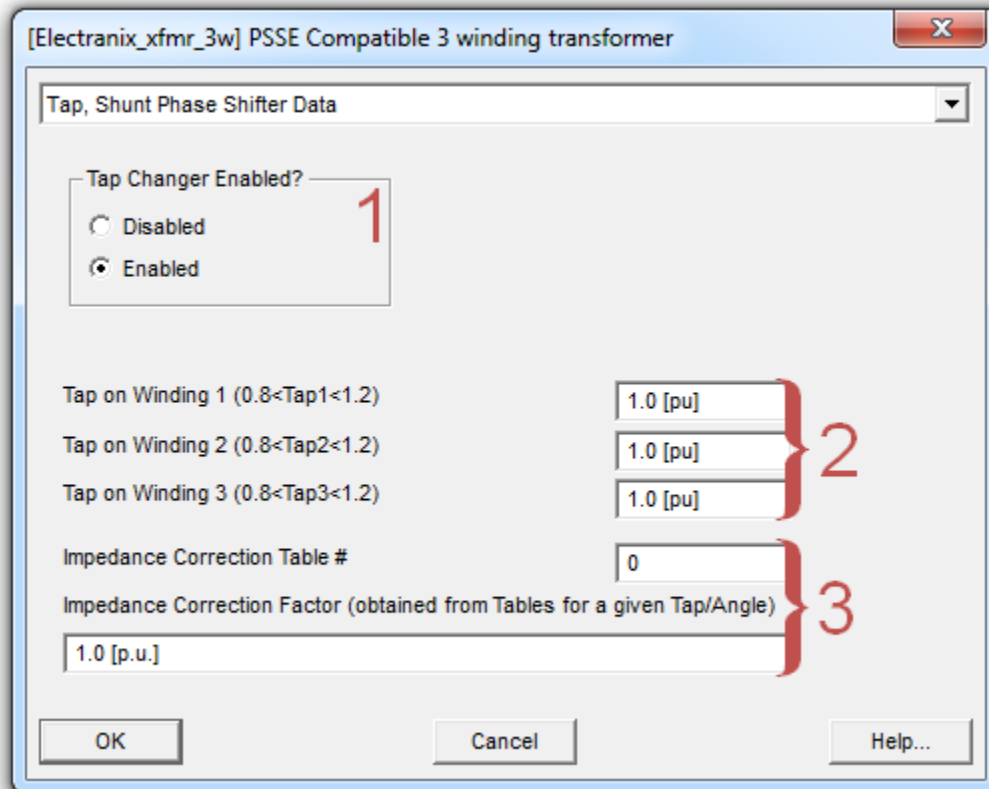 [Electranix_xfmr_3w] PSSE Compatible 3 winding transformer
X
Tap, Shunt Phase Shifter Data
Tap Changer Enabled?
1
Disabled
Enabled
Tap on Winding 1 (0.8<Tap1<1.2) 1.0 [pu]
Tap on Winding 2 (0.8<Tap2<1.2) 1.0 [pu]
2
Tap on Winding 3 (0.8<Tap3<1.2) 1.0 [pu]
Impedance Correction Table # 0
Impedance Correction Factor (obtained from Tables for a given Tap/Angle)
3
1.0 [p.u.]
OK Cancel Help...